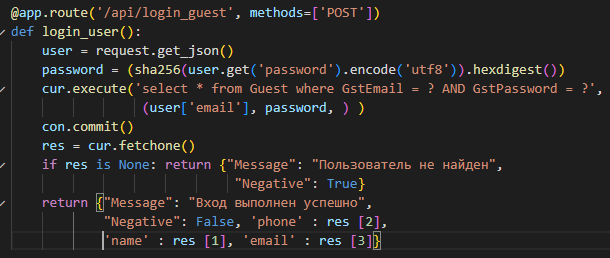 @app.route('/api/login_guest', methods=['POST'])
def login_user():
    user = request.get_json()
    password = (sha256(user.get('password').encode('utf8')).hexdigest())
    cur.execute('select * from Guest where GstEmail = ? AND GstPassword = ?',
                (user['email'], password, ) )
    con.commit()
    res = cur.fetchone()
    if res is None: return {"Message": "Пользователь не найден",
                            "Negative": True}
    return {"Message": "Вход выполнен успешно",
            "Negative": False, 'phone' : res [2],
            'name' : res [1], 'email' : res [3]}